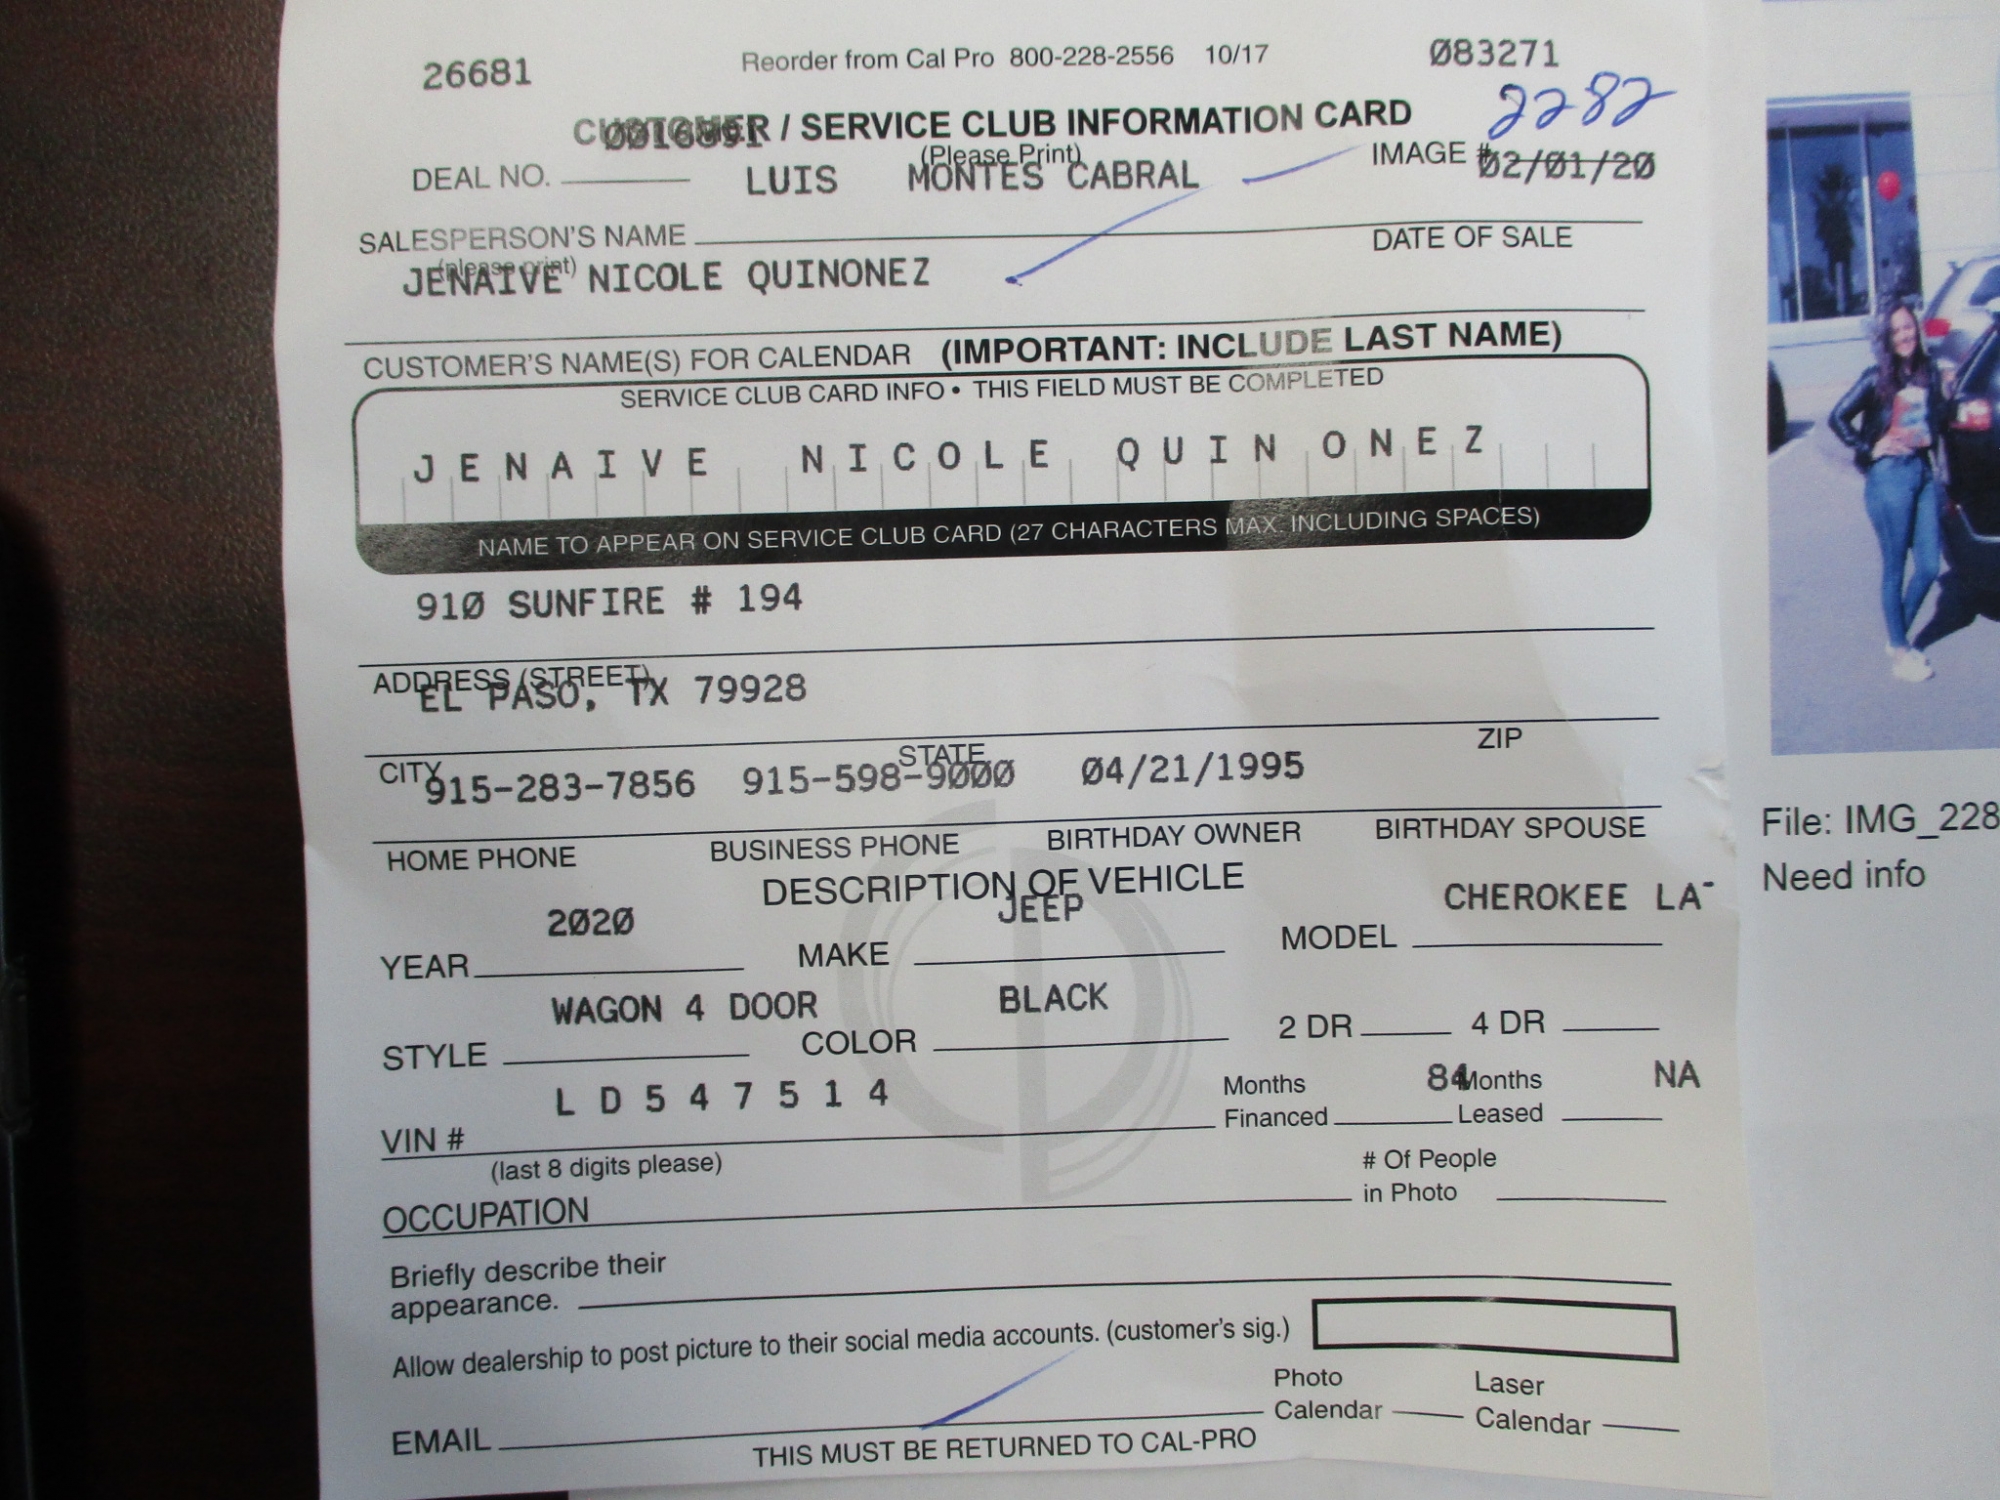 26681 Reorder from Cal Pro 800-228-2556 10/17 Ø83271
2282
CUSTOMER / SERVICE CLUB INFORMATION CARD
(Please Print)
DEAL NO. LUIS MONTES CABRAL IMAGE # Ø2/Ø1/2Ø
SALESPERSON'S NAME DATE OF SALE
(please print)
JENAIVE NICOLE QUINONEZ
CUSTOMER'S NAME(S) FOR CALENDAR (IMPORTANT: INCLUDE LAST NAME)
SERVICE CLUB CARD INFO • THIS FIELD MUST BE COMPLETED
JENAIVE NICOLE QUINONEZ
NAME TO APPEAR ON SERVICE CLUB CARD (27 CHARACTERS MAX. INCLUDING SPACES)
91Ø SUNFIRE # 194
ADDRESS (STREET)
EL PASO, TX 79928
CITY STATE ZIP
915-283-7856 915-598-9ØØØ Ø4/21/1995
HOME PHONE BUSINESS PHONE BIRTHDAY OWNER BIRTHDAY SPOUSE
DESCRIPTION OF VEHICLE
2Ø2Ø JEEP CHEROKEE LA
YEAR MAKE MODEL
WAGON 4 DOOR BLACK
STYLE COLOR 2 DR 4 DR
L D 5 4 7 5 1 4 Months Financed 84 Months Leased NA
VIN #
(last 8 digits please)
# Of People in Photo
OCCUPATION
Briefly describe their
appearance.
Allow dealership to post picture to their social media accounts. (customer's sig.)
Photo Calendar Laser Calendar
EMAIL
THIS MUST BE RETURNED TO CAL-PRO
File: IMG_228
Need info